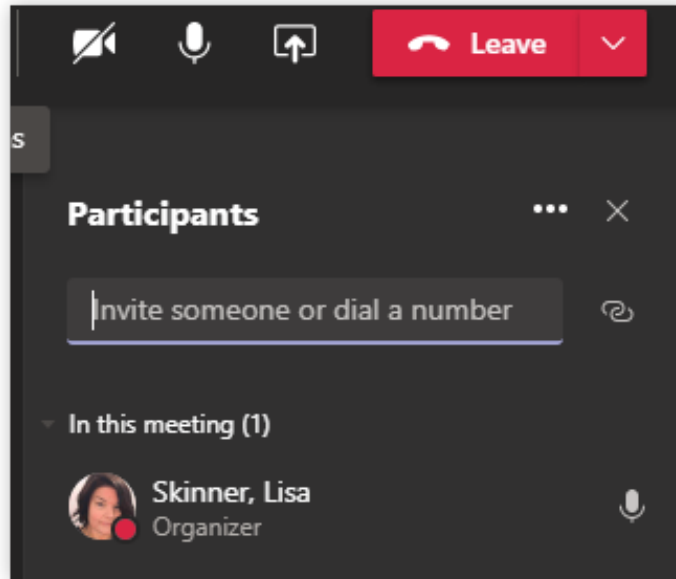 Leave
s
Participants
Invite someone or dial a number
In this meeting (1)
Skinner, Lisa
Organizer